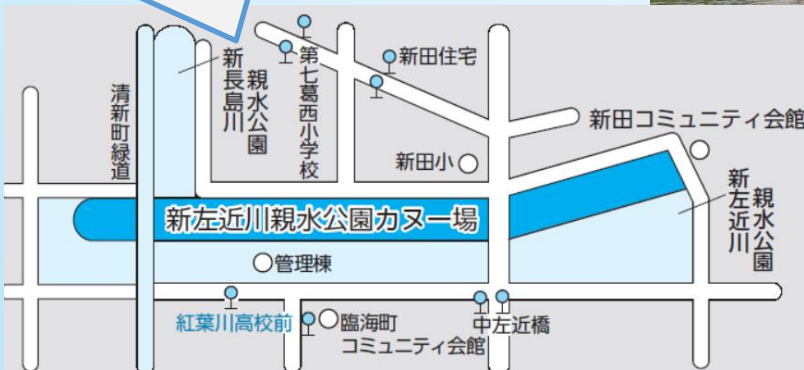 清新町緑道
新長島川
親水公園
第七葛西小学校
新田住宅
新田コミュニティ会館
新田小
新左近川
親水公園
新左近川親水公園カヌー場
管理棟
紅葉川高校前
臨海町
コミュニティ会館
中左近橋